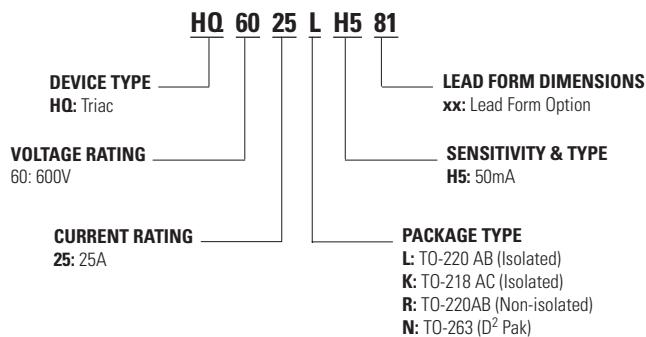 HQ 60 25 L H5 81
DEVICE TYPE
HQ: Triac
VOLTAGE RATING
60: 600V
CURRENT RATING
25: 25A
LEAD FORM DIMENSIONS
xx: Lead Form Option
SENSITIVITY & TYPE
H5: 50mA
PACKAGE TYPE
L: TO-220 AB (Isolated)
K: TO-218 AC (Isolated)
R: TO-220AB (Non-isolated)
N: TO-263 (D² Pak)